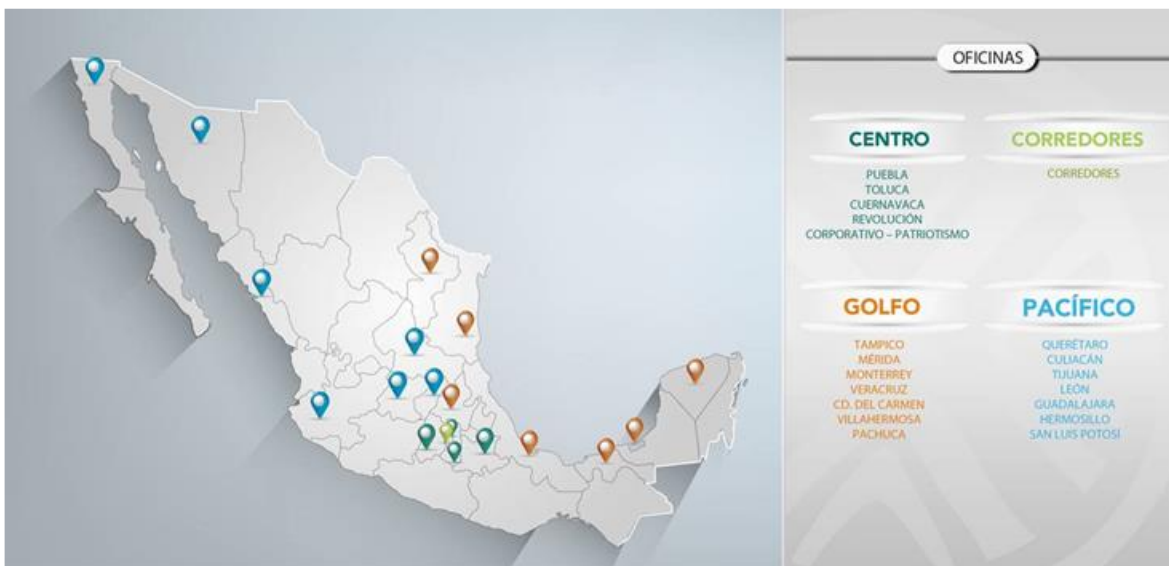 OFICINAS
CENTRO
PUEBLA
TOLUCA
CUERNAVACA
REVOLUCIÓN
CORPORATIVO – PATRIOTISMO
CORREDORES
CORREDORES
GOLFO
TAMPICO
MÉRIDA
MONTERREY
VERACRUZ
CD. DEL CARMEN
VILLAHERMOSA
PACHUCA
PACÍFICO
QUERÉTARO
CULIACÁN
TIJUANA
LEÓN
GUADALAJARA
HERMOSILLO
SAN LUIS POTOSÍ